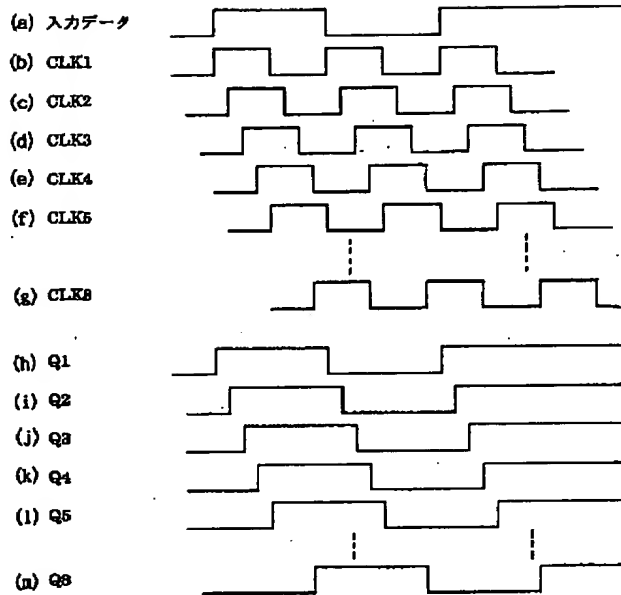 (a) 入力データ
(b) CLK1
(c) CLK2
(d) CLK3
(e) CLK4
(f) CLK5
(g) CLK8
(h) Q1
(i) Q2
(j) Q3
(k) Q4
(l) Q5
(m) Q8